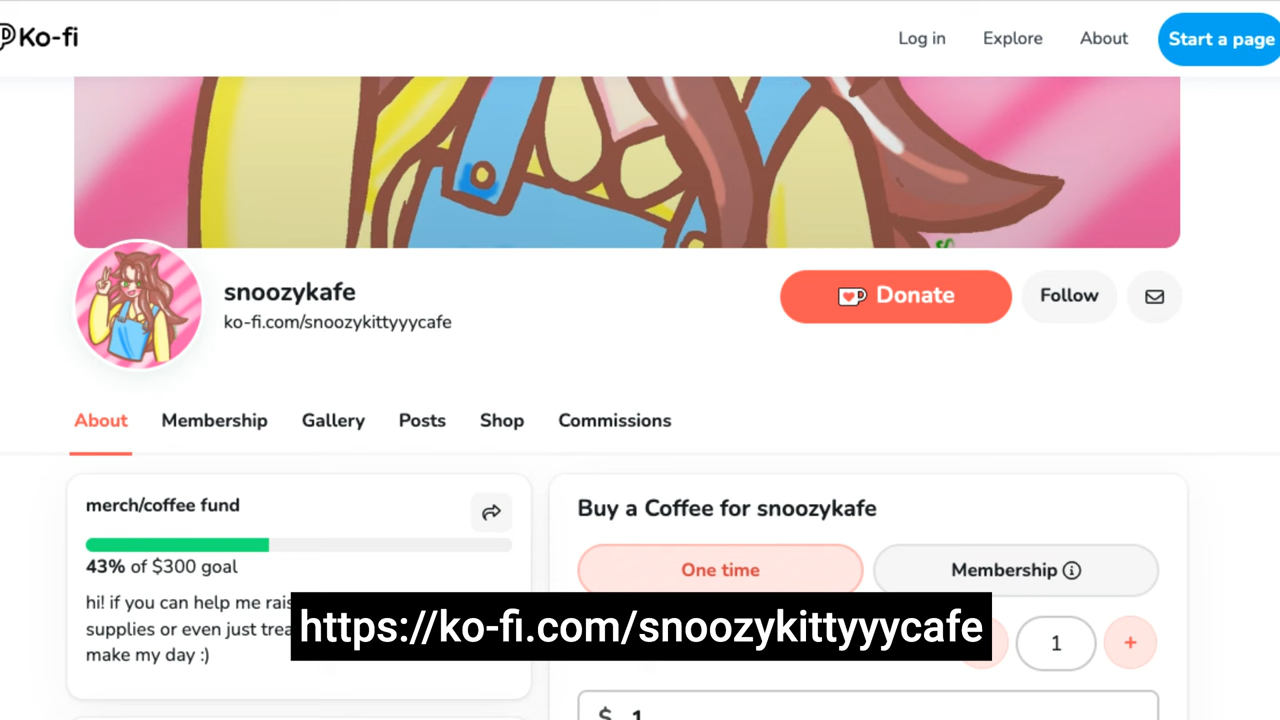 Ko-fi
Log in
Explore
About
Start a page
snoozykafe
ko-fi.com/snoozykittyyycafe
Donate
Follow
About
Membership
Gallery
Posts
Shop
Commissions
merch/coffee fund
43% of $300 goal
hi! if you can help me
supplies or even just
make my day :)
Buy a Coffee for snoozykafe
One time
Membership
1
+
$ 1
https://ko-fi.com/snoozykittyyycafe